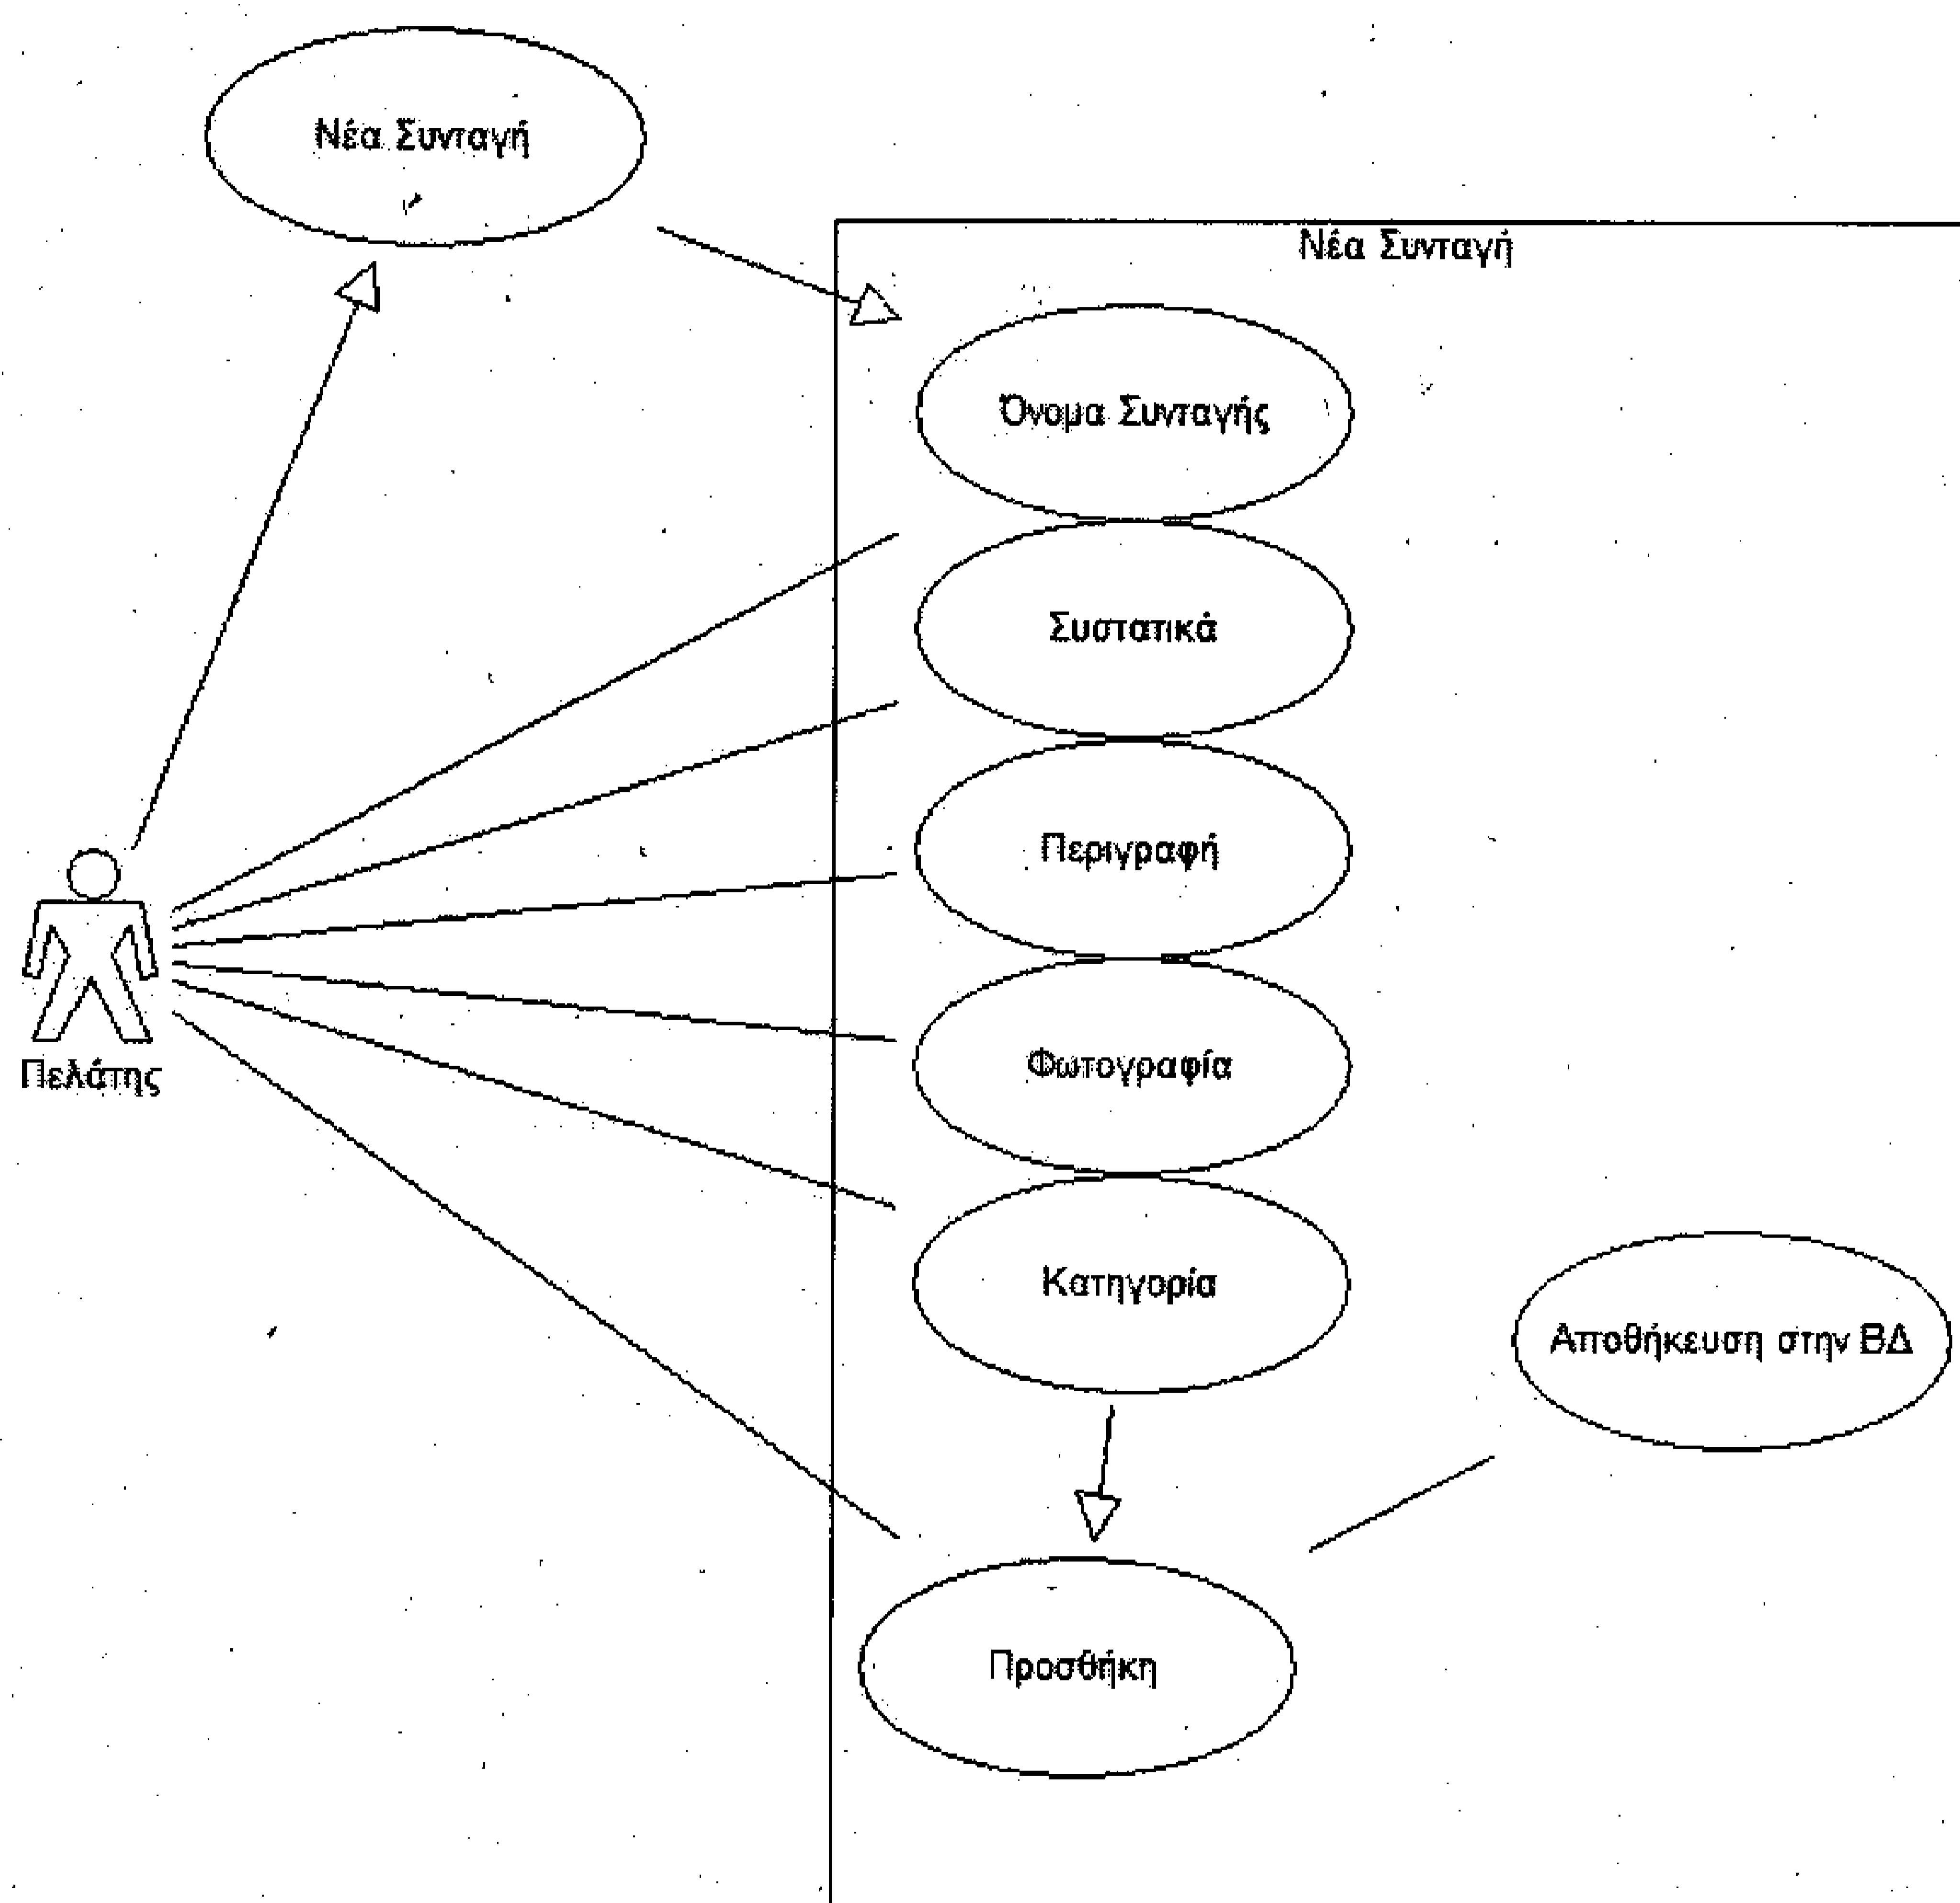 Νέα Συνταγή
Νέα Συνταγή
Όνομα Συνταγής
Συστατικά
Περιγραφή
Πελάτης
Φωτογραφία
Κατηγορία
Αποθήκευση στην ΒΔ
Προσθήκη